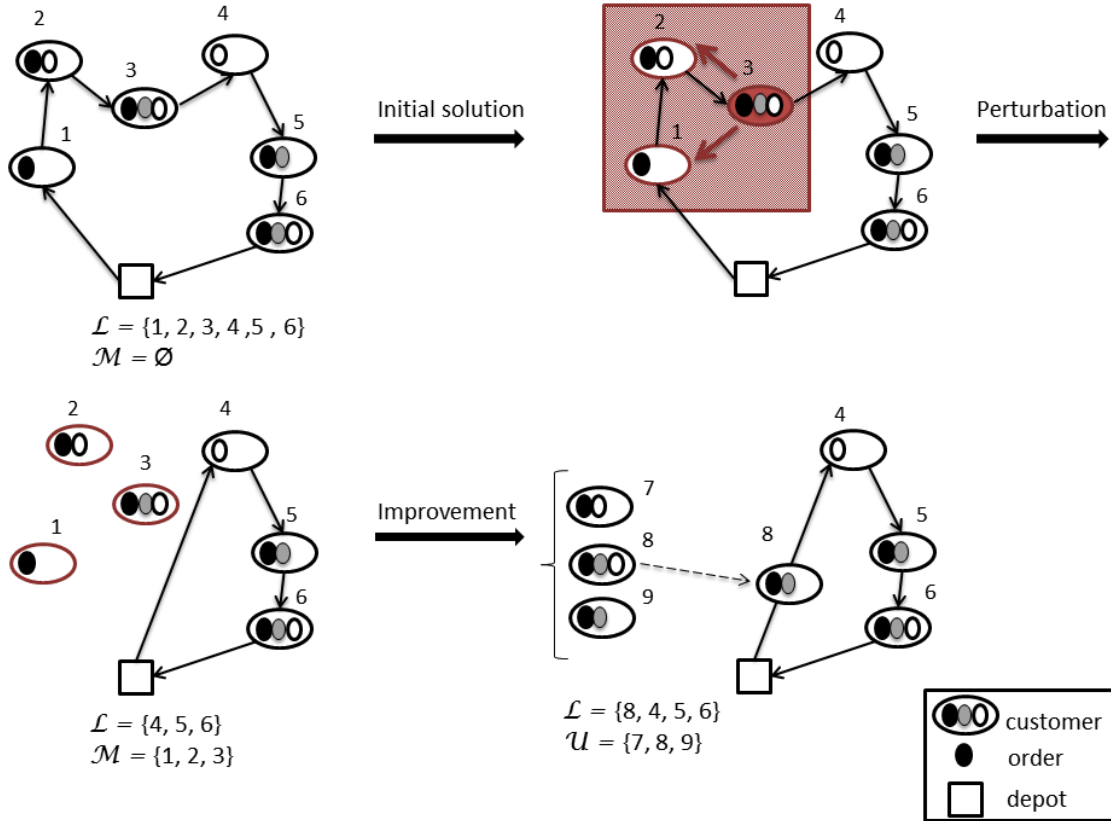 2
4
3
1
5
6
Initial solution
2
4
3
1
5
6
Perturbation
ℒ = {1, 2, 3, 4 ,5 , 6}
ℳ = ∅
2
4
3
1
5
6
Improvement
7
8
9
4
8
5
6
ℒ = {4, 5, 6}
ℳ = {1, 2, 3}
ℒ = {8, 4, 5, 6}
𝒰 = {7, 8, 9}
customer
order
depot